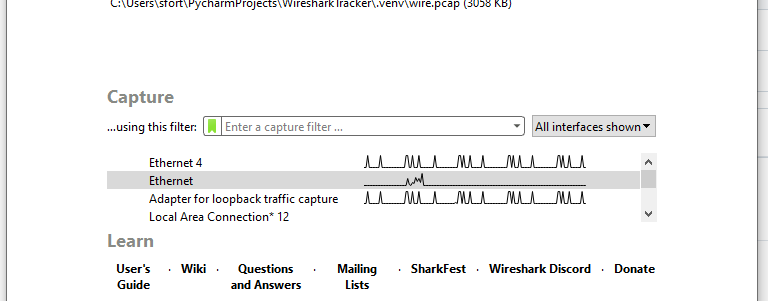 C:\Users\sfort\PycharmProjects\WiresharkTracker\.venv\wire.pcap (3058 KB)
Capture
...using this filter: Enter a capture filter ... All interfaces shown
Ethernet 4
Ethernet
Adapter for loopback traffic capture
Local Area Connection* 12
Learn
User's Guide · Wiki · Questions and Answers · Mailing Lists · SharkFest · Wireshark Discord · Donate